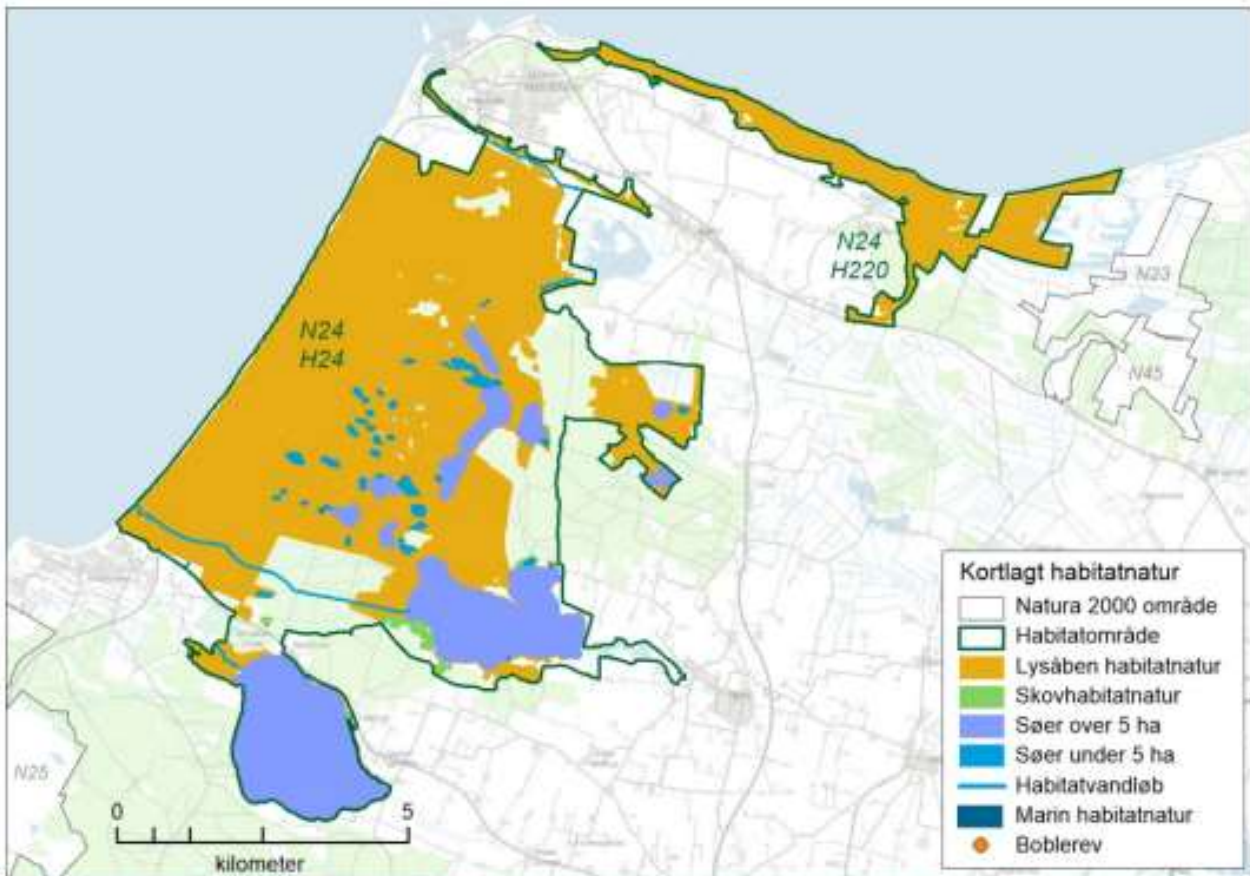 N24
H220
N23
N24
H24
N45
N25
0 5
kilometer
Kortlagt habitatnatur
Natura 2000 område
Habitatområde
Lysåben habitatnatur
Skovhabitatnatur
Søer over 5 ha
Søer under 5 ha
Habitatvandløb
Marin habitatnatur
Boblerev